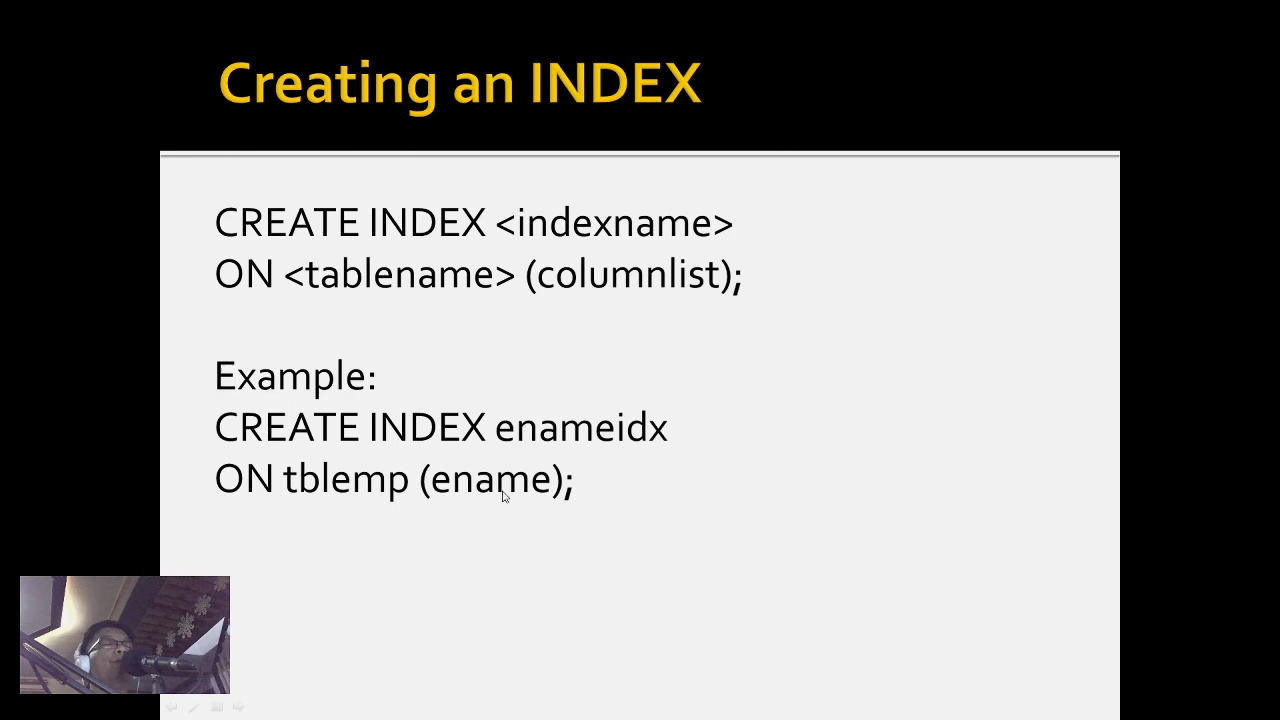 Creating an INDEX
CREATE INDEX <indexname>
ON <tablename> (columnlist);
Example:
CREATE INDEX enameidx
ON tblemp (ename);